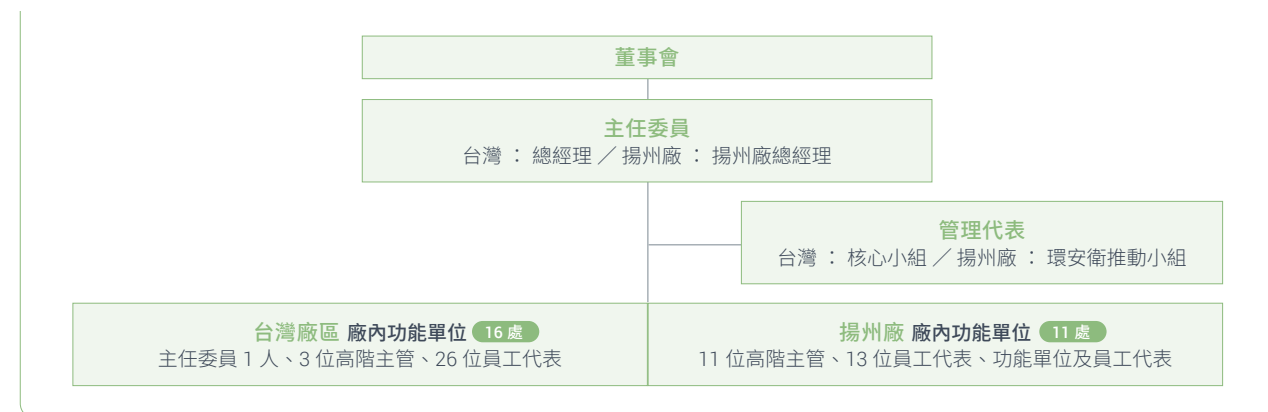 董事會
主任委員
台灣 ： 總經理 ／ 揚州廠 ： 揚州廠總經理
管理代表
台灣 ： 核心小組 ／ 揚州廠 ： 環安衛推動小組
台灣廠區 廠內功能單位 16 處
主任委員 1 人、3 位高階主管、26 位員工代表
揚州廠 廠內功能單位 11 處
11 位高階主管、13 位員工代表、功能單位及員工代表